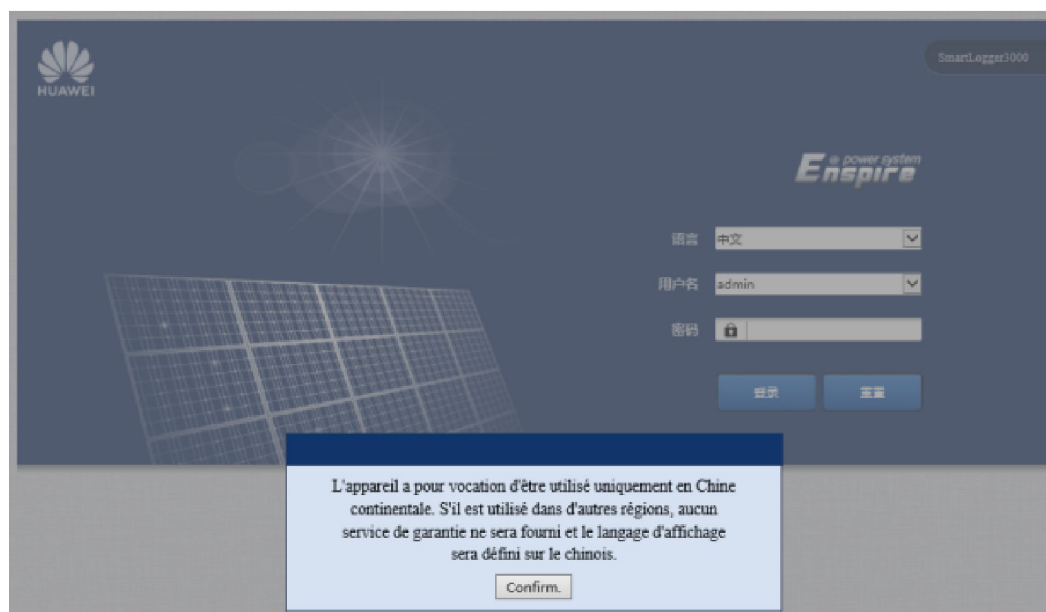 HUAWEI
SmartLogger3000
Enspire
e power system
语言 中文
用户名 admin
密码
登录 重置
L'appareil a pour vocation d'être utilisé uniquement en Chine
continentale. S'il est utilisé dans d'autres régions, aucun
service de garantie ne sera fourni et le langage d'affichage
sera défini sur le chinois.
Confirm.